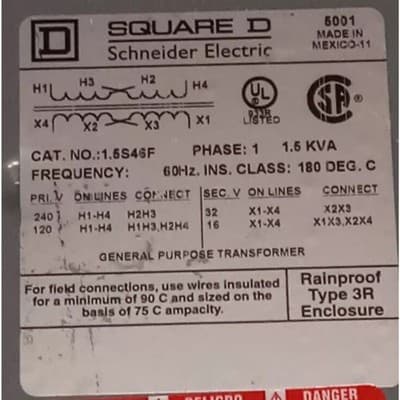 D SQUARE D
Schneider Electric
5001
MADE IN
MEXICO-11
H1 H3 H2 H4
X4 X2 X3 X1
UL
933R
LISTED
SA
CAT. NO.:1.5S46F PHASE: 1 1.5 KVA
FREQUENCY: 60Hz. INS. CLASS: 180 DEG. C
PRI. V ON LINES CONNECT SEC. V ON LINES CONNECT
240 H1-H4 H2H3 32 X1-X4 X2X3
120 H1-H4 H1H3,H2H4 16 X1-X4 X1X3,X2X4
GENERAL PURPOSE TRANSFORMER
For field connections, use wires insulated
for a minimum of 90 C and sized on the
basis of 75 C ampacity.
Rainproof
Type 3R
Enclosure
PELIGRO DANGER